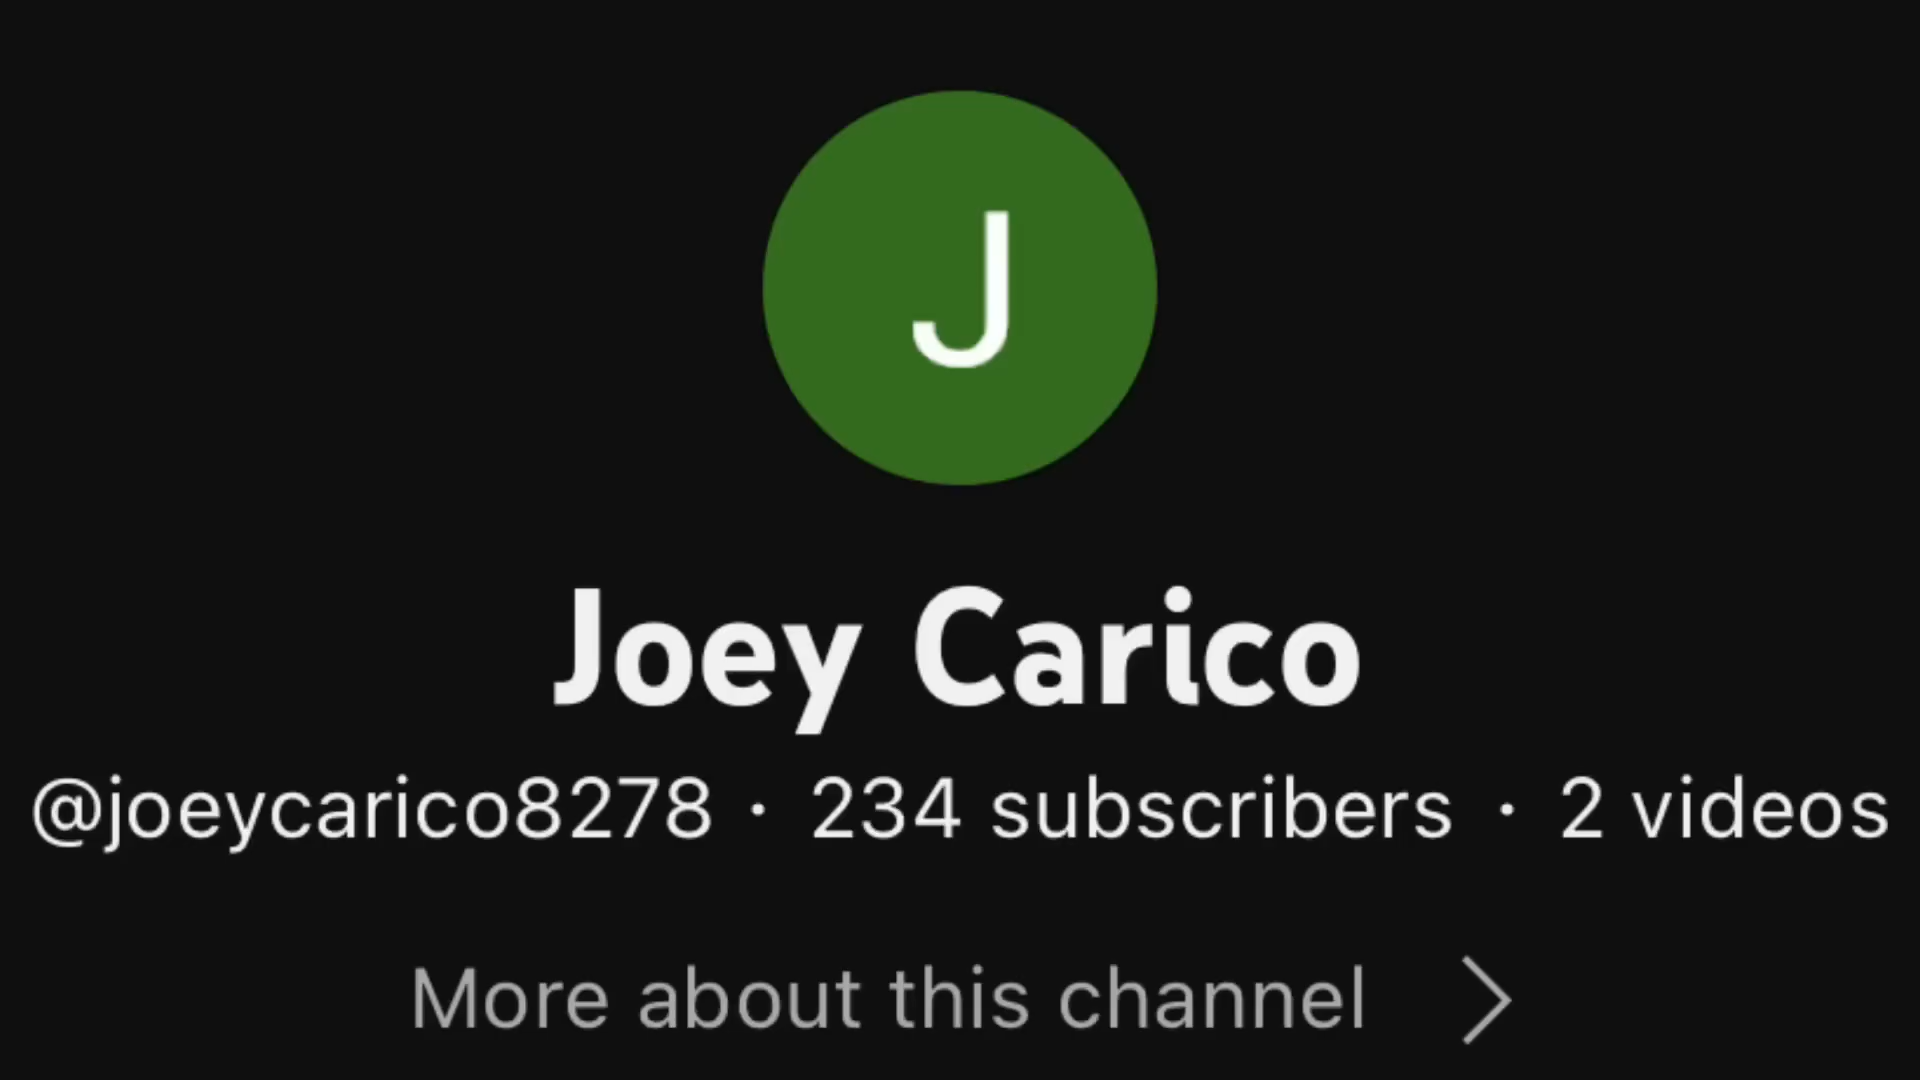 J
Joey Carico
@joeycarico8278 · 234 subscribers · 2 videos
More about this channel